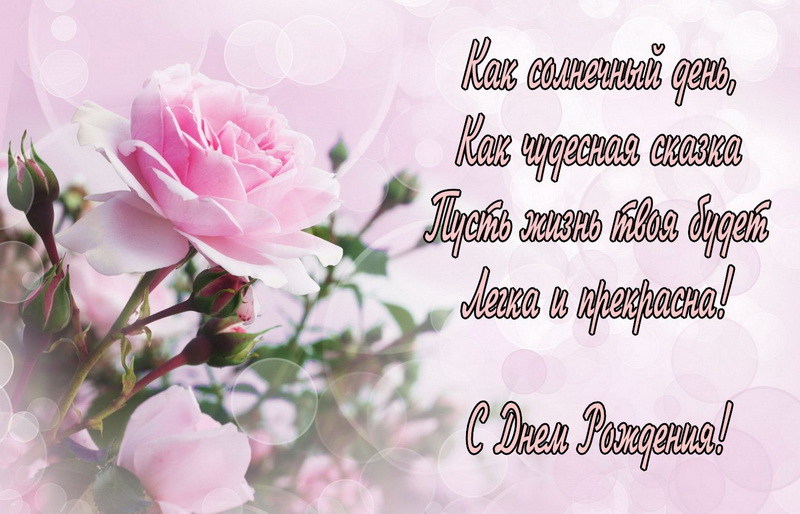 Как солнечный день,
Как чудесная сказка
Пусть жизнь твоя будет
Легка и прекрасна!
С Днем Рождения!